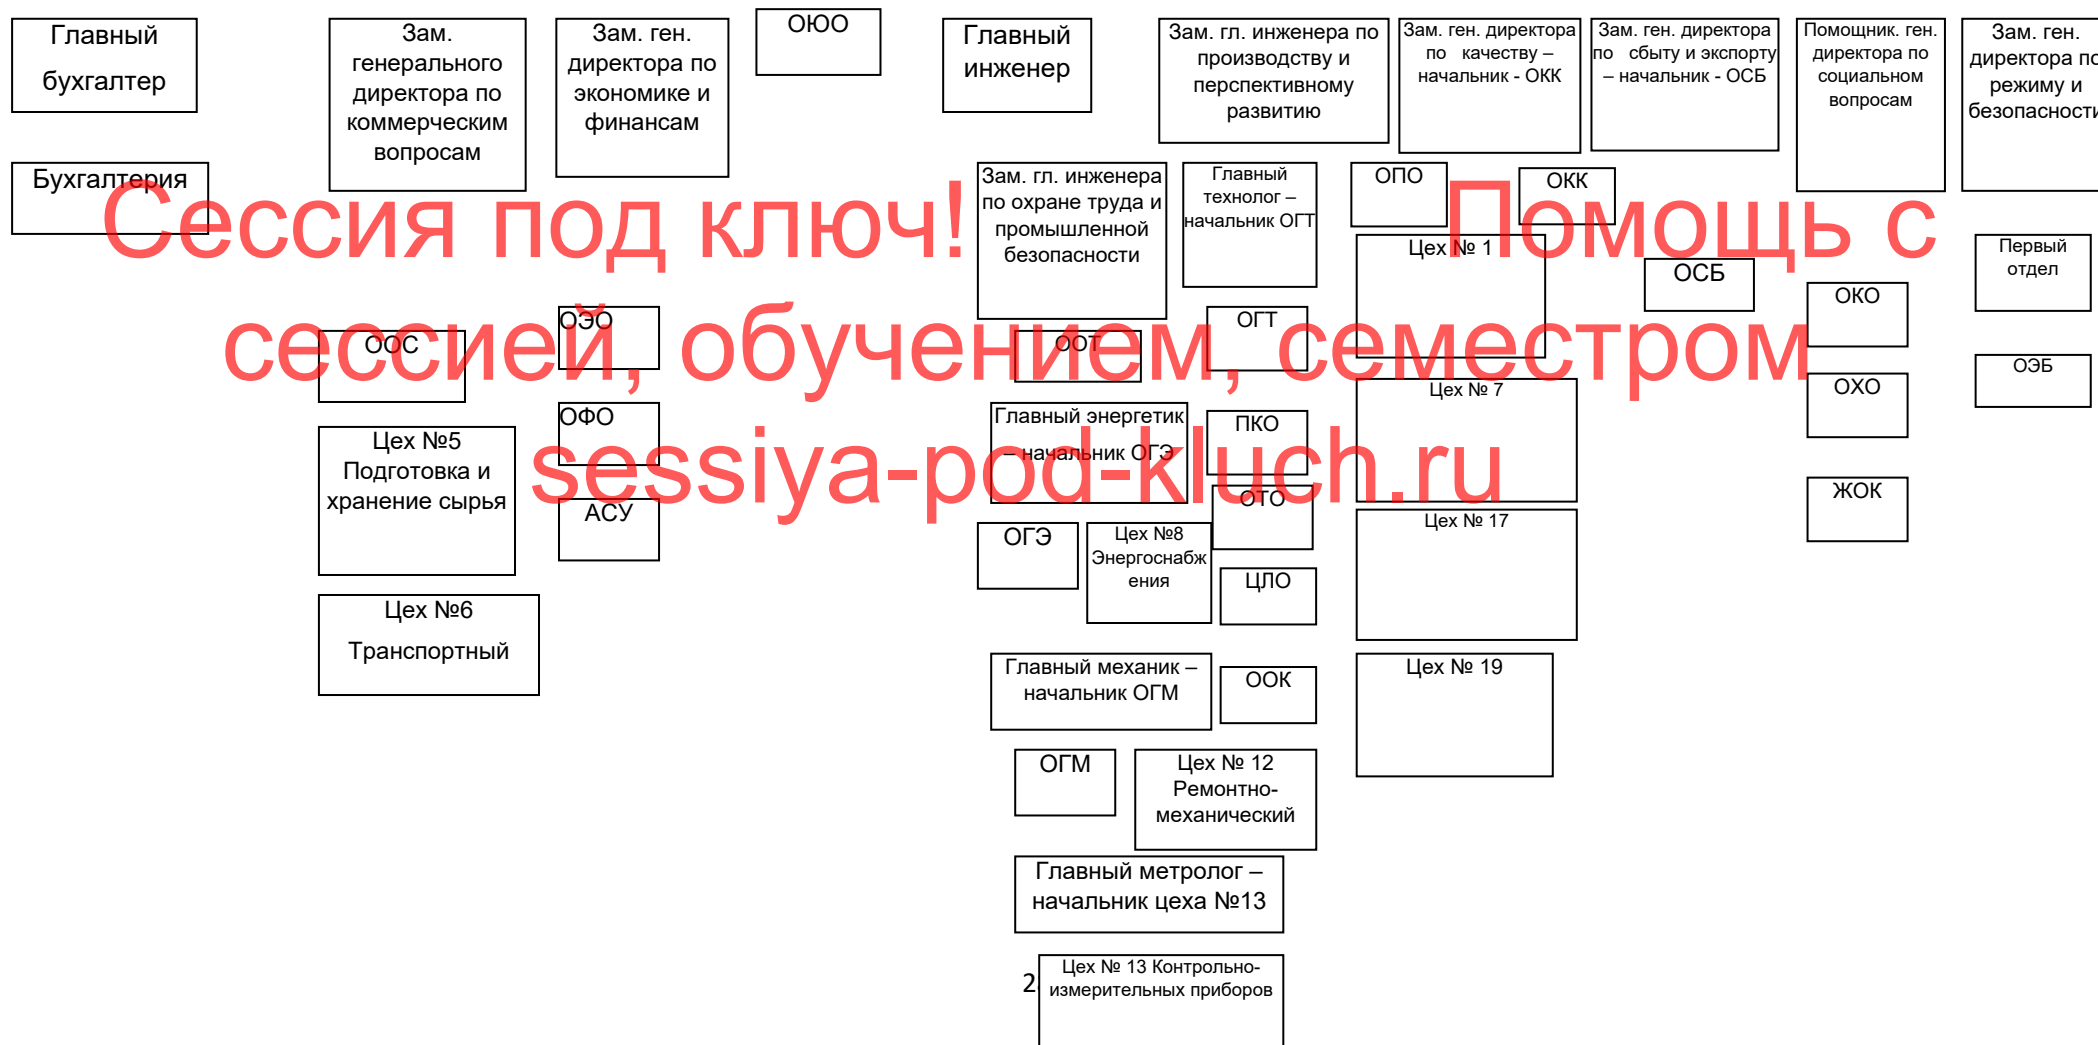 Главный
бухгалтер
Зам.
генерального
директора по
коммерческим
вопросам
Зам. ген.
директора по
экономике и
финансам
ОЮО
Главный
инженер
Зам. гл. инженера по
производству и
перспективному
развитию
Зам. ген. директора
по качеству –
начальник - ОКК
Зам. ген. директора
по сбыту и экспорту
– начальник - ОСБ
Помощник. ген.
директора по
социальном
вопросам
Зам. ген.
директора по
режиму и
безопасности
Бухгалтерия
Зам. гл. инженера
по охране труда и
промышленной
безопасности
Главный
технолог –
начальник ОГТ
ОПО
ОКК
Сессия под ключ! Помощь с
сессией, обучением, семестром
sessiya-pod-kluch.ru
Цех № 1
ОСБ
Первый
отдел
ОКО
ООС
ОЭО
ООТ
ОГТ
ОЭБ
Цех № 7
ОХО
ОФО
Главный энергетик
– начальник ОГЭ
ПКО
Цех №5
Подготовка и
хранение сырья
АСУ
ОТО
ЖОК
Цех № 17
ОГЭ
Цех №8
Энергоснабж
ения
ЦЛО
Цех №6
Транспортный
Главный механик –
начальник ОГМ
ООК
Цех № 19
ОГМ
Цех № 12
Ремонтно-
механический
Главный метролог –
начальник цеха №13
2
Цех № 13 Контрольно-
измерительных приборов